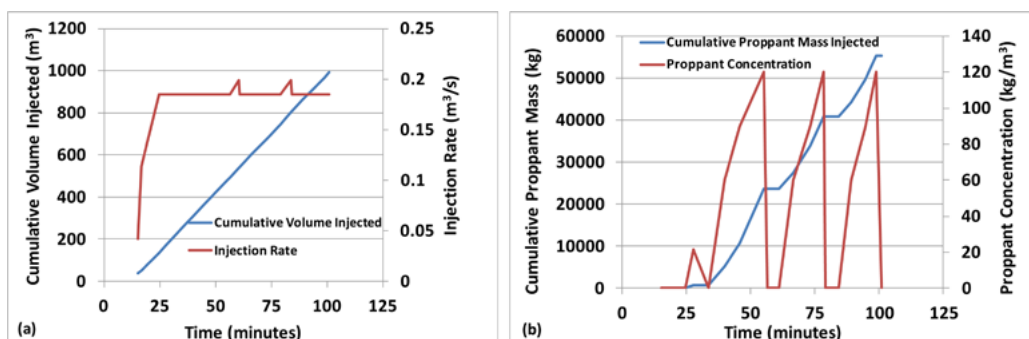 1200
1000
800
600
400
200
0
Cumulative Volume Injected (m³)
0.25
0.2
0.15
0.1
0.05
0
Injection Rate (m³/s)
Cumulative Volume Injected
Injection Rate
0 25 50 75 100 125
Time (minutes)
(a)
60000
50000
40000
30000
20000
10000
0
Cumulative Proppant Mass (kg)
140
120
100
80
60
40
20
0
Proppant Concentration (kg/m³)
Cumulative Proppant Mass Injected
Proppant Concentration
0 25 50 75 100 125
Time (minutes)
(b)